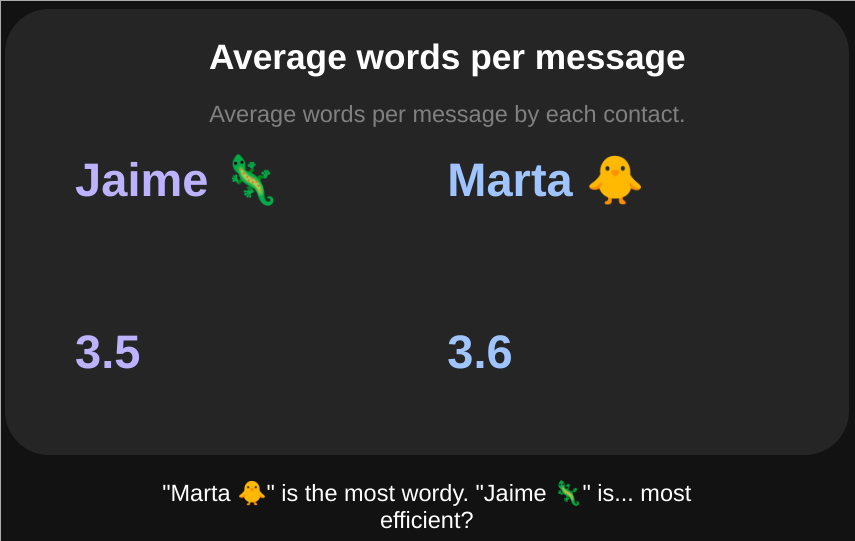 Average words per message
Average words per message by each contact.
Jaime 🦎 Marta 🐥
3.5 3.6
"Marta 🐥" is the most wordy. "Jaime 🦎" is... most
efficient?